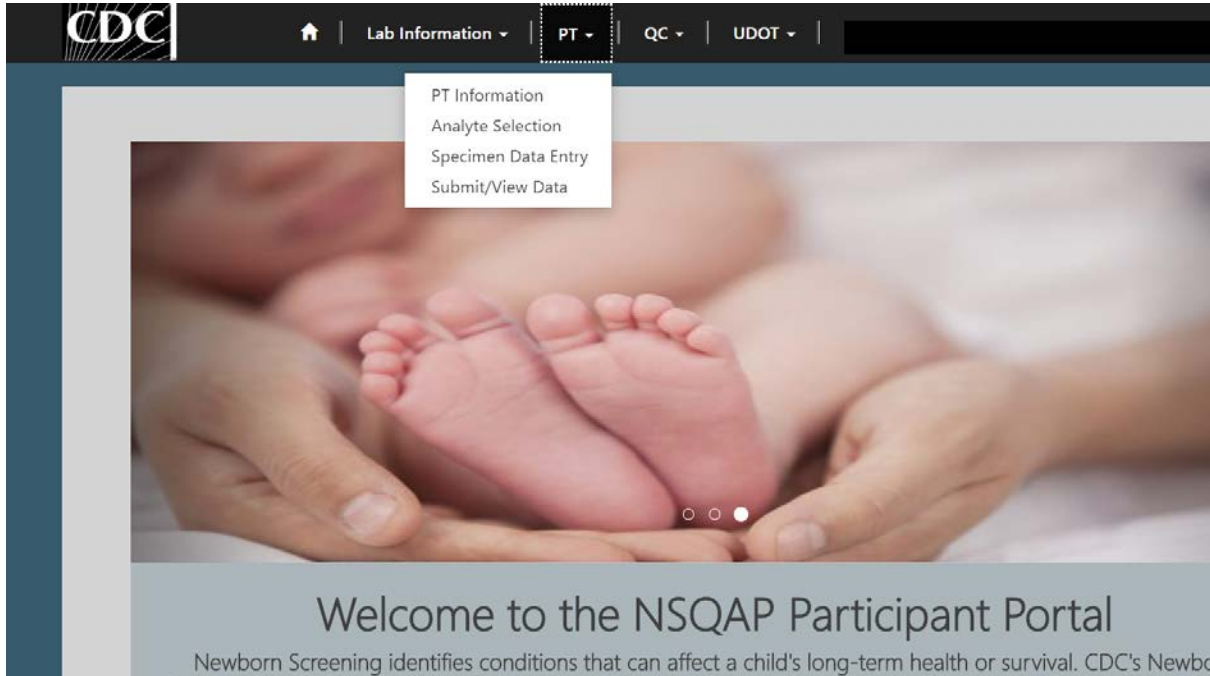 CDC
Lab Information PT QC UDOT
PT Information
Analyte Selection
Specimen Data Entry
Submit/View Data
Welcome to the NSQAP Participant Portal
Newborn Screening identifies conditions that can affect a child's long-term health or survival. CDC's